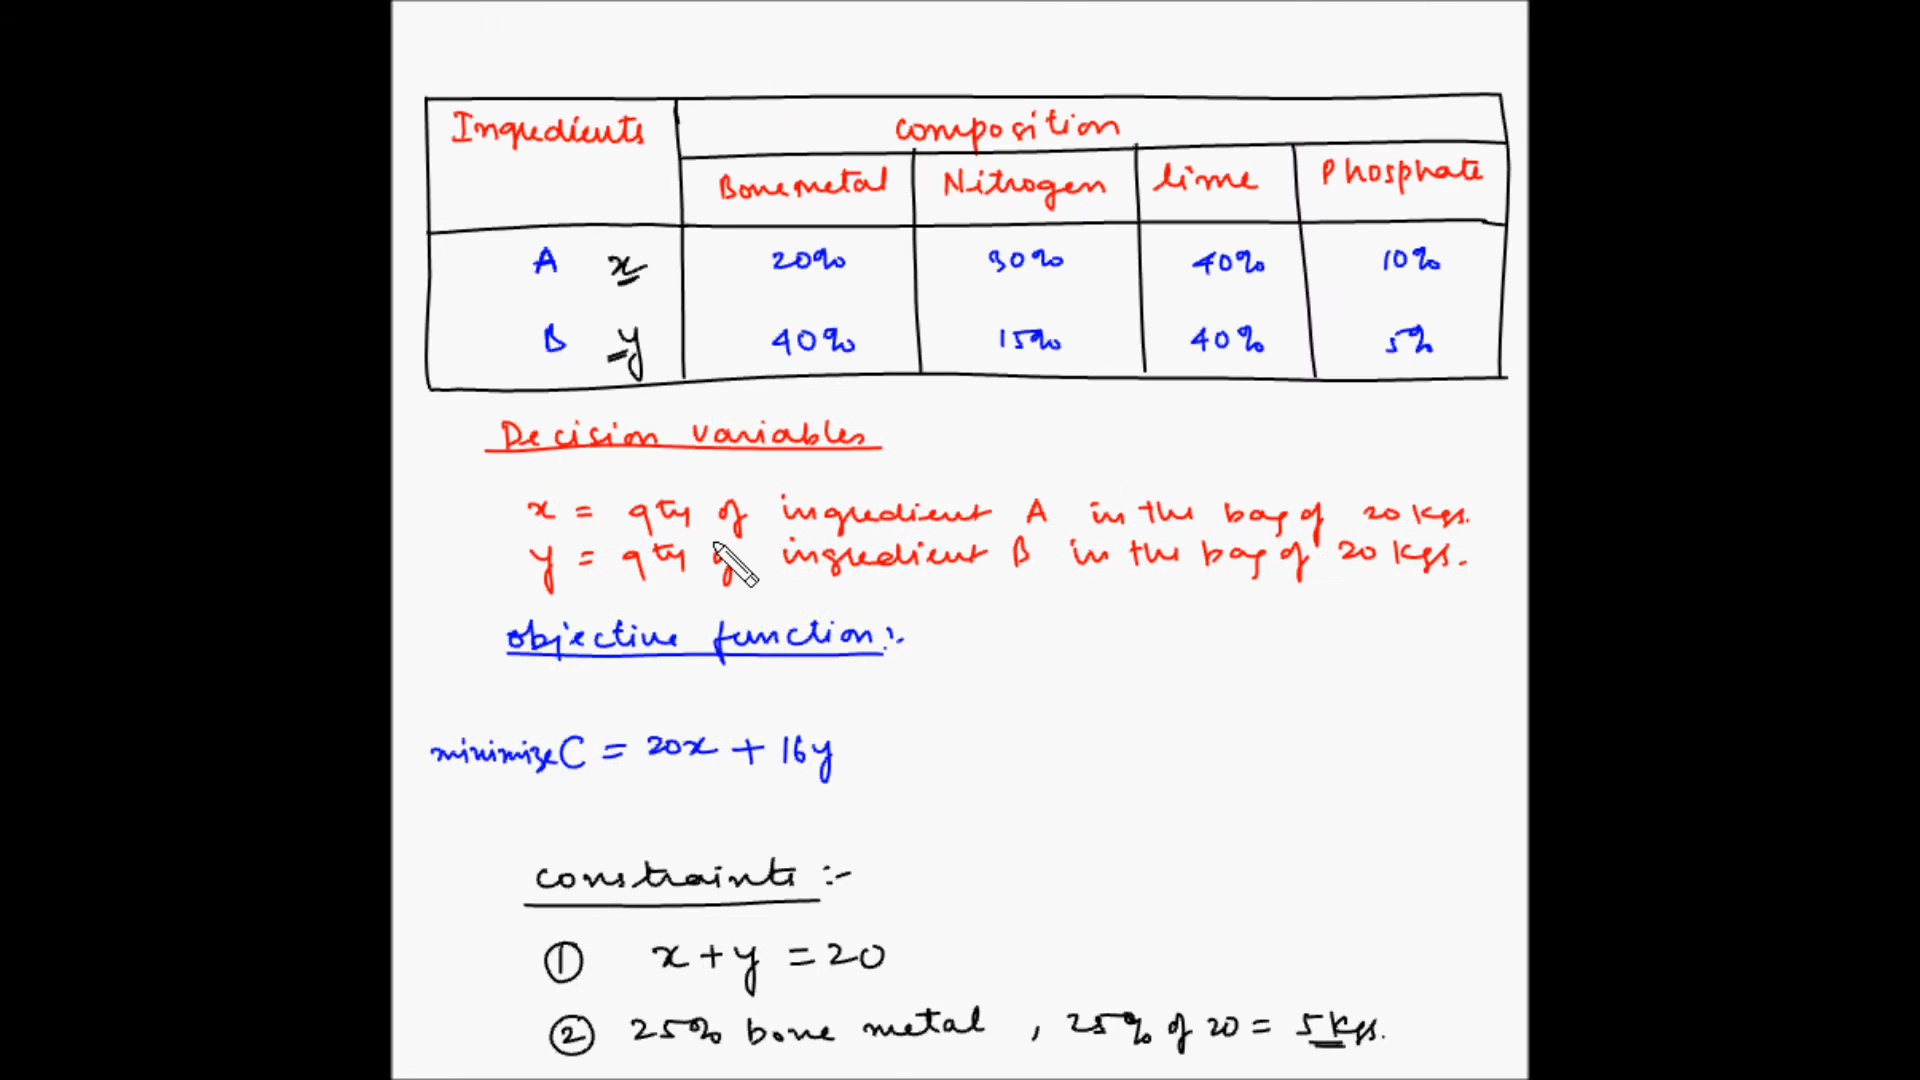 Ingredients composition
Bonemetal Nitrogen lime Phosphate
A x 20% 30% 40% 10%
B y 40% 15% 40% 5%
Decision variables
x = qty of ingredient A in the bag of 20 kgs.
y = qty of ingredient B in the bag of 20 kgs.
objective function :-
minimize C = 20x + 16y
constraints :-
① x + y = 20
② 25% bone metal , 25% of 20 = 5 kgs.